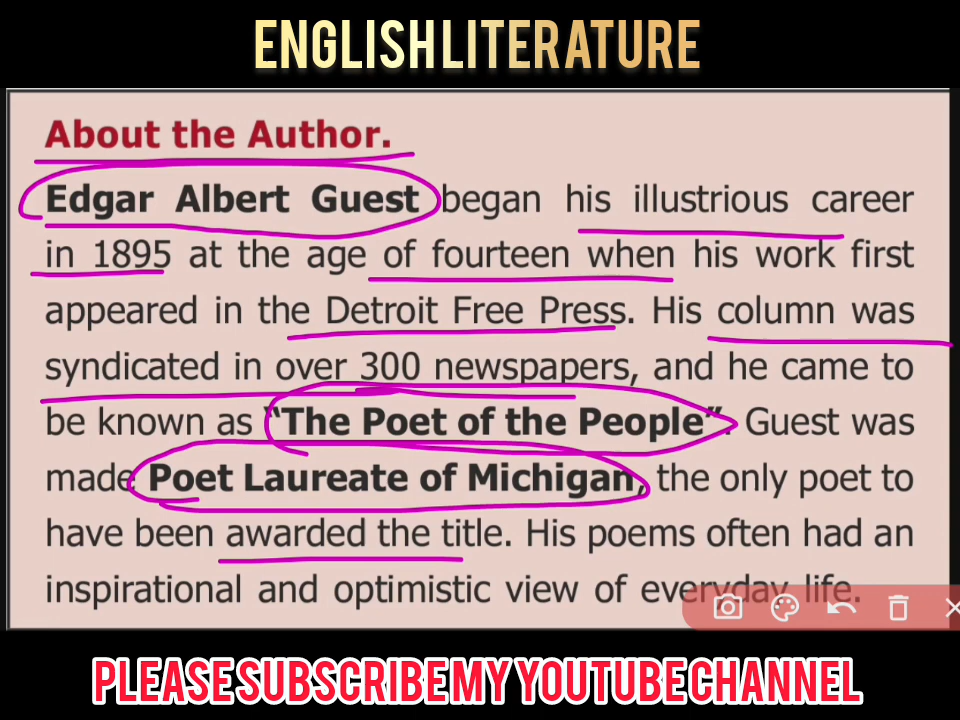 ENGLISH LITERATURE
About the Author.
Edgar Albert Guest began his illustrious career
in 1895 at the age of fourteen when his work first
appeared in the Detroit Free Press. His column was
syndicated in over 300 newspapers, and he came to
be known as “The Poet of the People”. Guest was
made Poet Laureate of Michigan, the only poet to
have been awarded the title. His poems often had an
inspirational and optimistic view of everyday life.
PLEASE SUBSCRIBE MY YOUTUBE CHANNEL